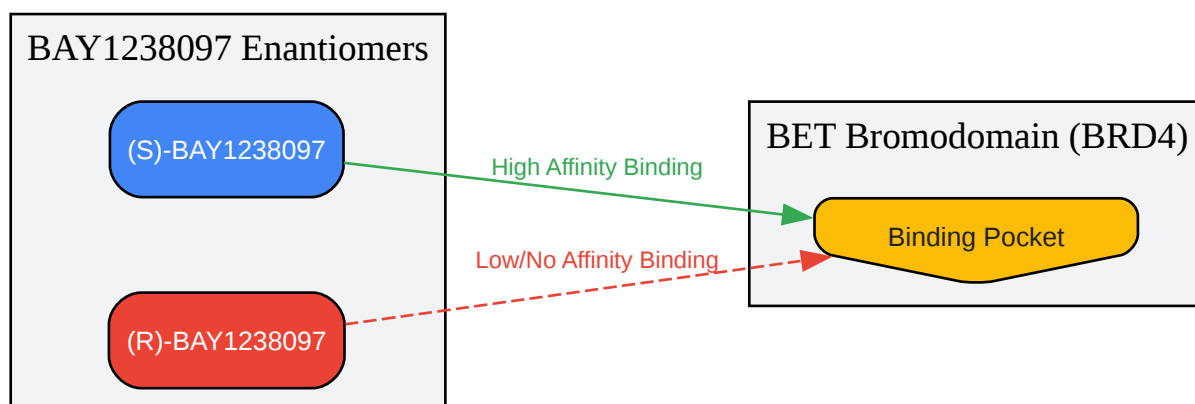 BAY1238097 Enantiomers
(S)-BAY1238097
(R)-BAY1238097
High Affinity Binding
Low/No Affinity Binding
BET Bromodomain (BRD4)
Binding Pocket